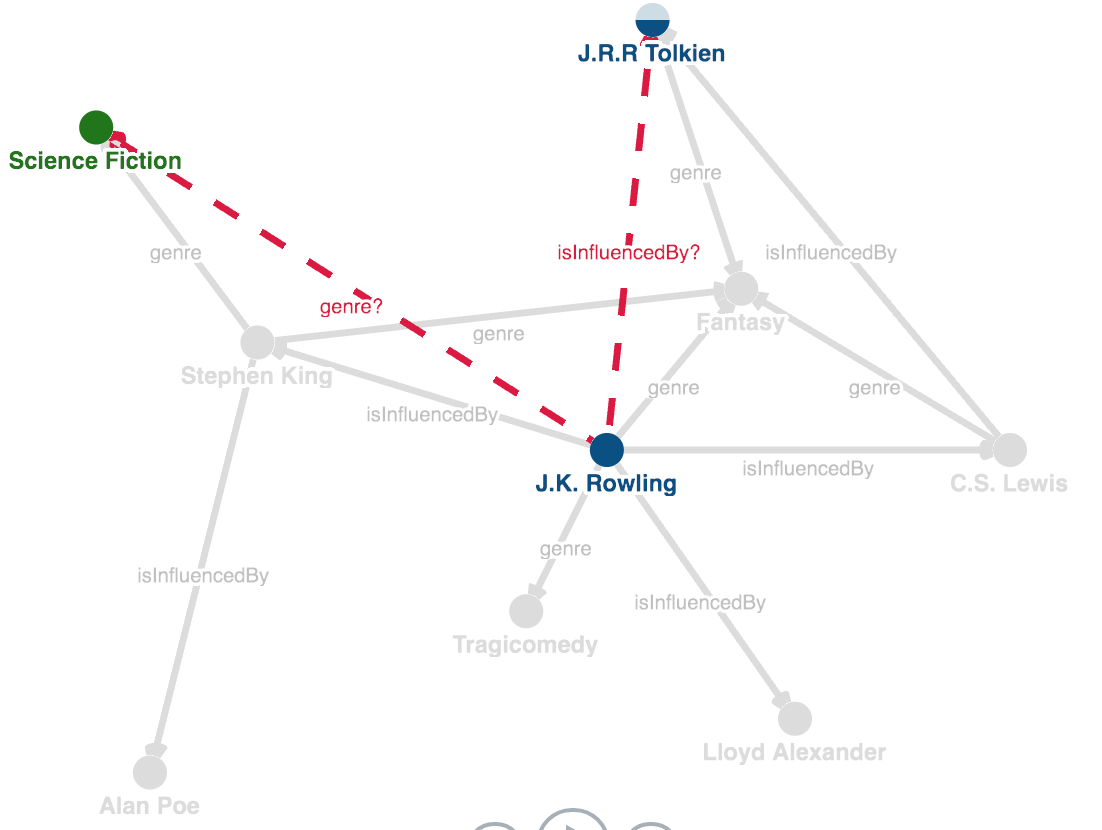 J.R.R Tolkien
Science Fiction
genre
genre
isInfluencedBy?
isInfluencedBy
genre?
Fantasy
genre
Stephen King
genre
genre
isInfluencedBy
isInfluencedBy
J.K. Rowling
C.S. Lewis
genre
isInfluencedBy
isInfluencedBy
Tragicomedy
Lloyd Alexander
Alan Poe